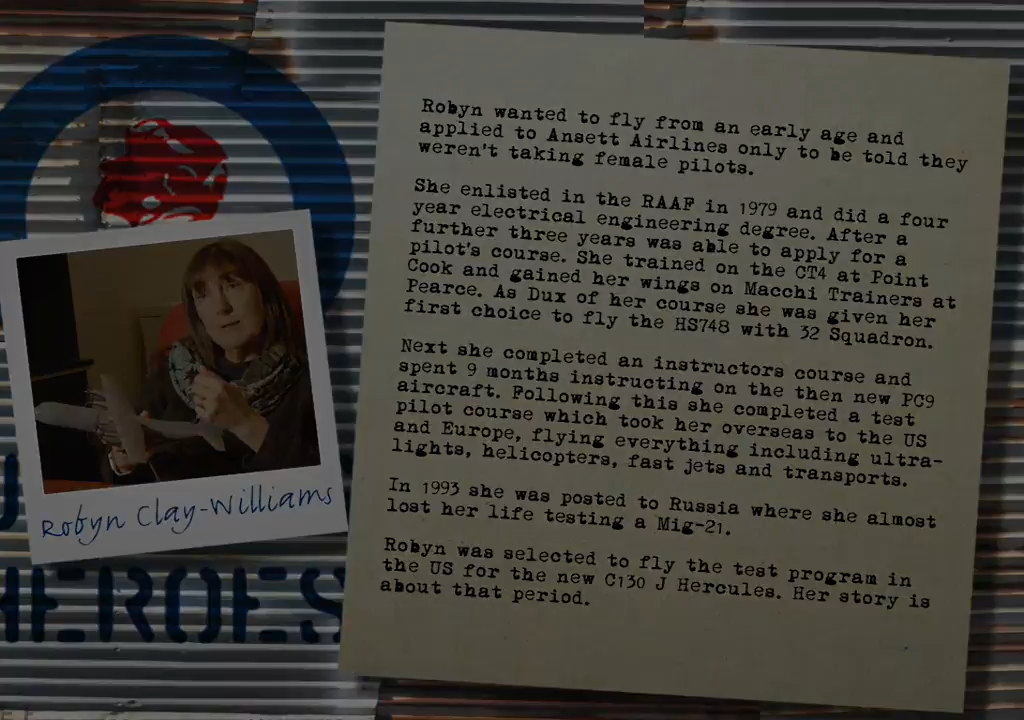 Robyn wanted to fly from an early age and
applied to Ansett Airlines only to be told they
weren't taking female pilots.
She enlisted in the RAAF in 1979 and did a four
year electrical engineering degree. After a
further three years was able to apply for a
pilot's course. She trained on the CT4 at Point
Cook and gained her wings on Macchi Trainers at
Pearce. As Dux of her course she was given her
first choice to fly the HS748 with 32 Squadron.
Next she completed an instructors course and
spent 9 months instructing on the then new PC9
aircraft. Following this she completed a test
pilot course which took her overseas to the US
and Europe, flying everything including ultra-
lights, helicopters, fast jets and transports.
In 1993 she was posted to Russia where she almost
lost her life testing a Mig-21.
Robyn was selected to fly the test program in
the US for the new C130 J Hercules. Her story is
about that period.
Robyn Clay-Williams
HEROES